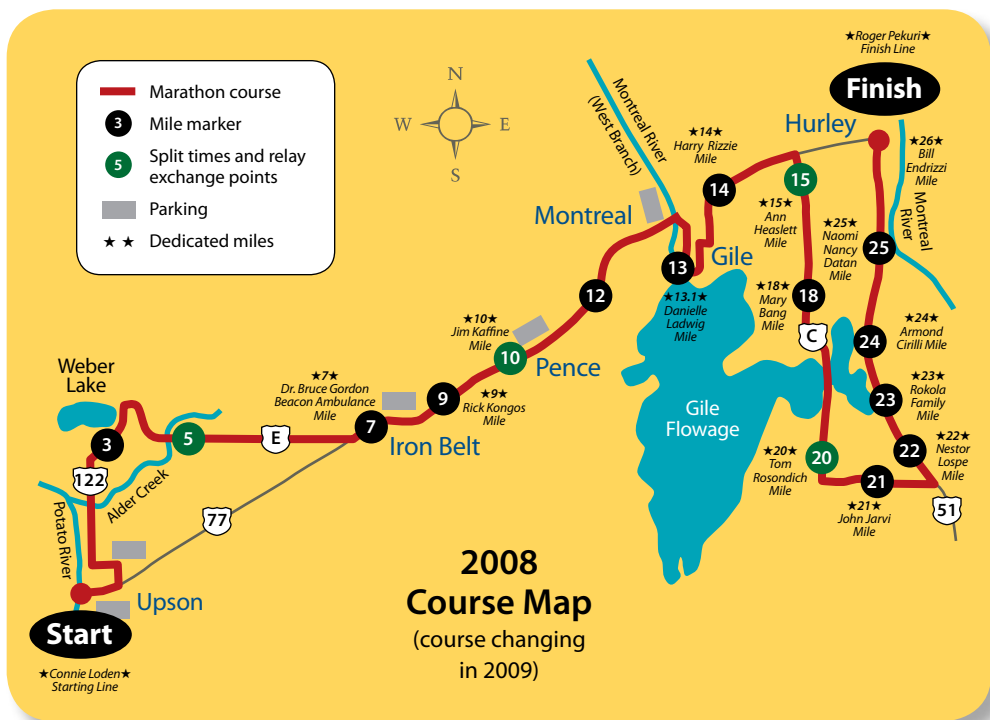 ★Roger Pekuri★
Finish Line
Finish
Marathon course
3
Mile marker
5
Split times and relay
exchange points
Parking
★ ★ Dedicated miles
N
W
E
S
Montreal River
(West Branch)
★14★
Harry Rizzie
Mile
Hurley
★26★
Bill
Endrizzi
Mile
Montreal
River
14
15
★15★
Ann
Heaslett
Mile
★25★
Naomi
Nancy
Datan
Mile
25
Montreal
13
Gile
12
★13.1★
Danielle
Ladwig
Mile
★18★
Mary
Bang
Mile
18
C
24
★24★
Armond
Cirilli Mile
★10★
Jim Kaffine
Mile
10
Pence
Weber
Lake
★7★
Dr. Bruce Gordon
Beacon Ambulance
Mile
9
★9★
Rick Kongos
Mile
7
Iron Belt
23
★23★
Rokola
Family
Mile
Gile
Flowage
3
5
E
122
Alder Creek
Potato River
77
★20★
Tom
Rosondich
Mile
20
22
★22★
Nestor
Lospe
Mile
21
★21★
John Jarvi
Mile
51
Upson
Start
★Connie Loden★
Starting Line
2008
Course Map
(course changing
in 2009)